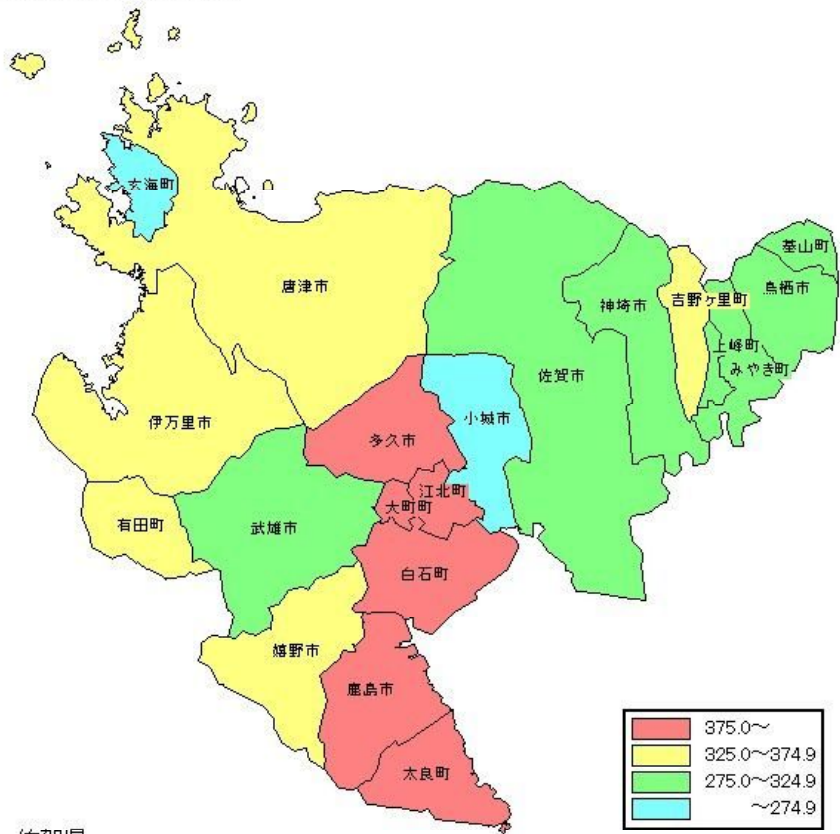 玄海町
基山町
唐津市
神埼市
吉野ヶ里町
鳥栖市
上峰町
みやき町
佐賀市
伊万里市
多久市
小城市
江北町
大町町
有田町
武雄市
白石町
嬉野市
鹿島市
太良町
375.0～
325.0～374.9
275.0～324.9
～274.9